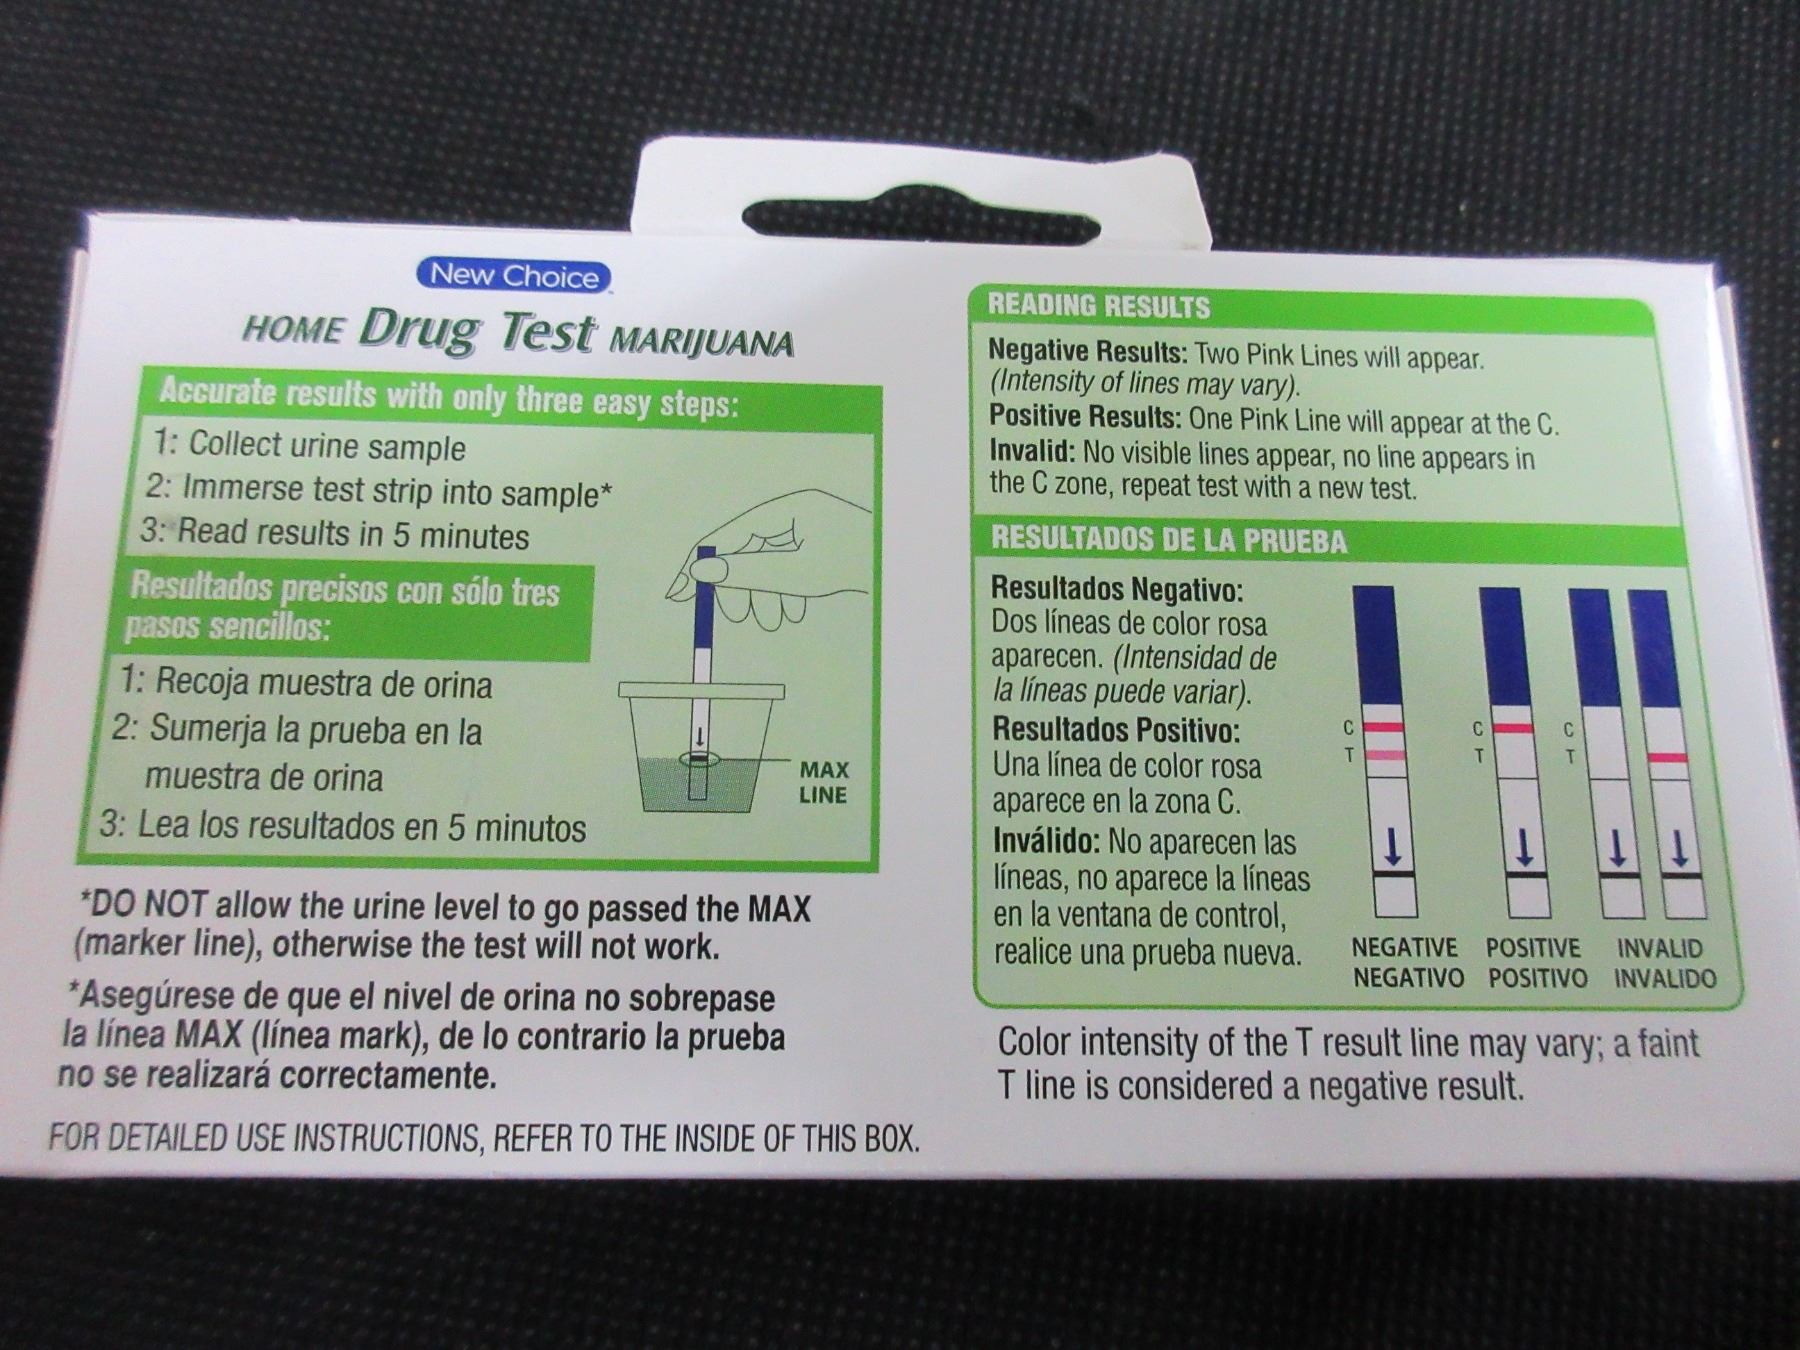 New Choice
HOME Drug Test MARIJUANA
Accurate results with only three easy steps:
1: Collect urine sample
2: Immerse test strip into sample*
3: Read results in 5 minutes
Resultados precisos con sólo tres
pasos sencillos:
1: Recoja muestra de orina
2: Sumerja la prueba en la
muestra de orina
3: Lea los resultados en 5 minutos
MAX
LINE
*DO NOT allow the urine level to go passed the MAX
(marker line), otherwise the test will not work.
*Asegúrese de que el nivel de orina no sobrepase
la línea MAX (línea mark), de lo contrario la prueba
no se realizará correctamente.
FOR DETAILED USE INSTRUCTIONS, REFER TO THE INSIDE OF THIS BOX.
READING RESULTS
Negative Results: Two Pink Lines will appear.
(Intensity of lines may vary).
Positive Results: One Pink Line will appear at the C.
Invalid: No visible lines appear, no line appears in
the C zone, repeat test with a new test.
RESULTADOS DE LA PRUEBA
Resultados Negativo:
Dos líneas de color rosa
aparecen. (Intensidad de
la líneas puede variar).
Resultados Positivo:
Una línea de color rosa
aparece en la zona C.
Inválido: No aparecen las
líneas, no aparece la líneas
en la ventana de control,
realice una prueba nueva.
C C C
T T T
NEGATIVE POSITIVE INVALID
NEGATIVO POSITIVO INVALIDO
Color intensity of the T result line may vary; a faint
T line is considered a negative result.